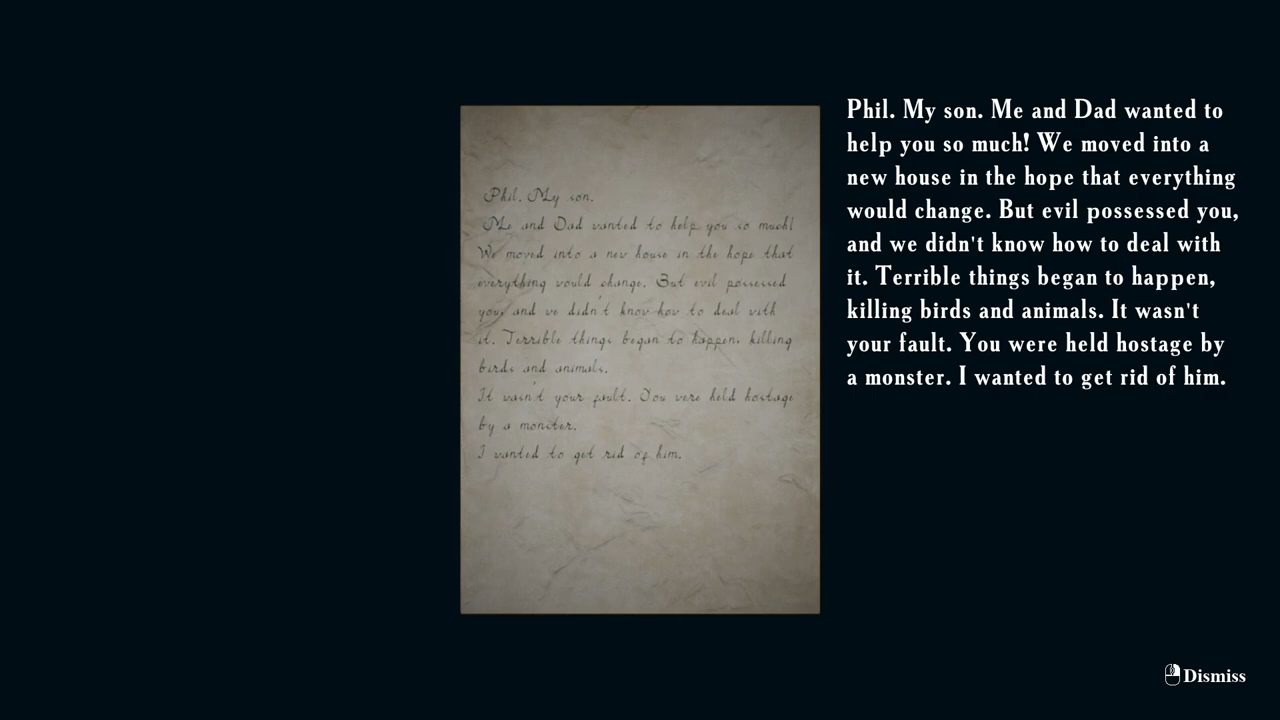 Phil. My son.
Me and Dad wanted to help you so much!
We moved into a new house in the hope that
everything would change. But evil possessed
you, and we didn't know how to deal with
it. Terrible things began to happen, killing
birds and animals.
It wasn't your fault. You were held hostage
by a monster.
I wanted to get rid of him.
Phil. My son. Me and Dad wanted to
help you so much! We moved into a
new house in the hope that everything
would change. But evil possessed you,
and we didn't know how to deal with
it. Terrible things began to happen,
killing birds and animals. It wasn't
your fault. You were held hostage by
a monster. I wanted to get rid of him.
Dismiss